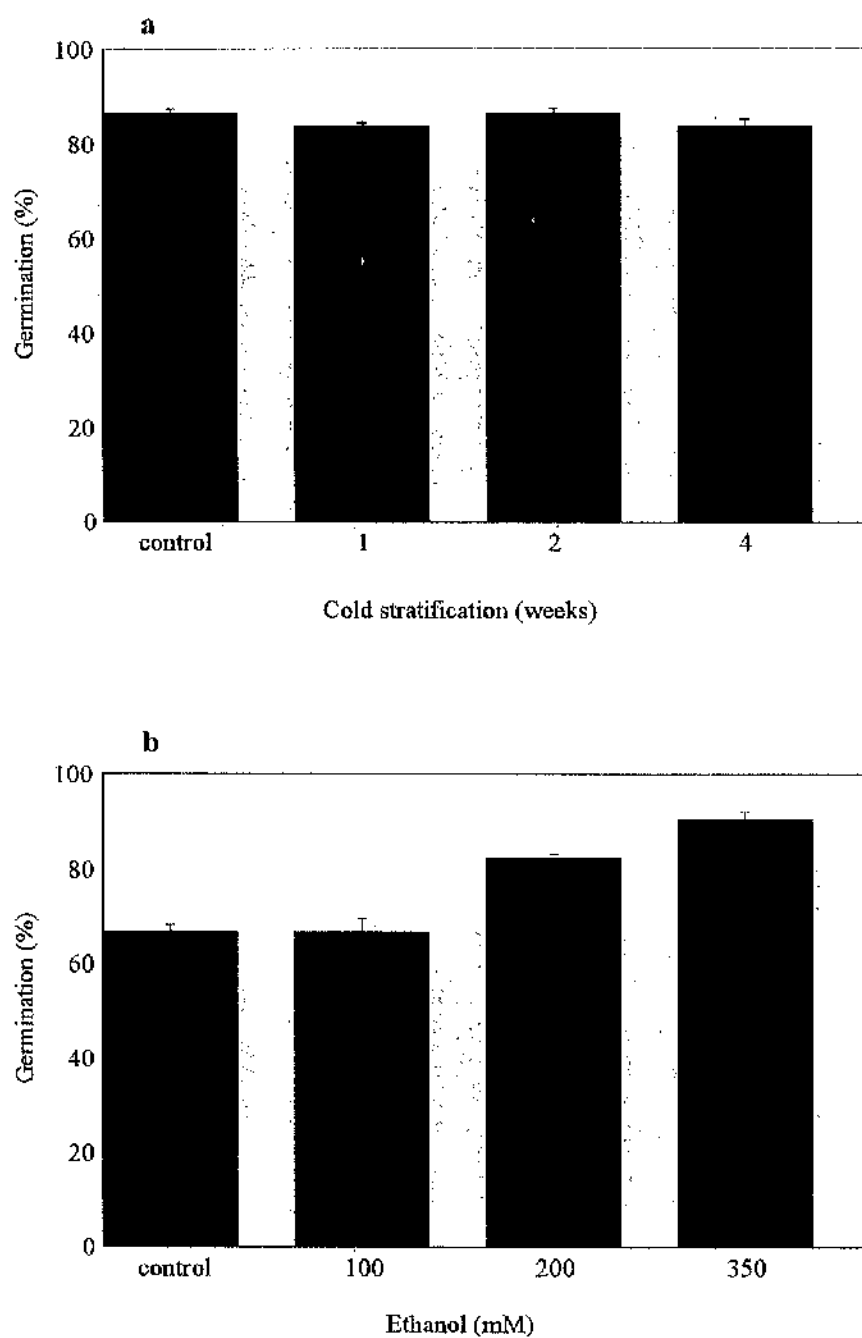 a
100
80
60
40
20
0
Germination (%)
control 1 2 4
Cold stratification (weeks)
b
100
80
60
40
20
0
Germination (%)
control 100 200 350
Ethanol (mM)